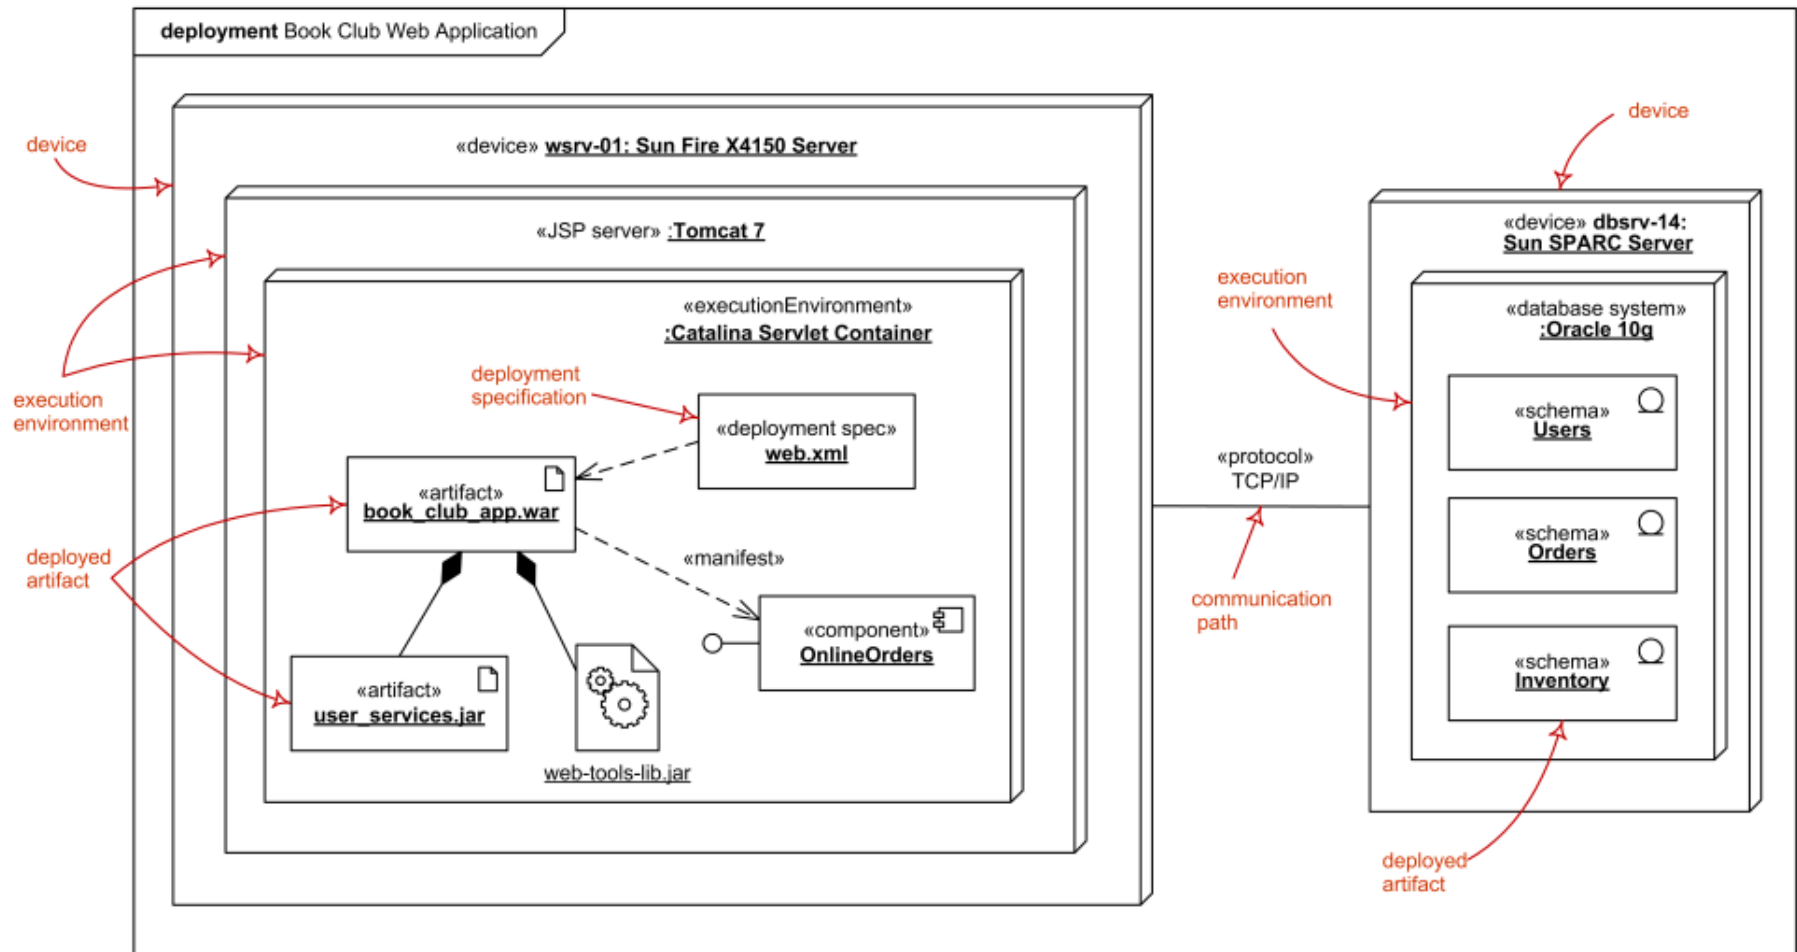 deployment Book Club Web Application
device
«device» wsrv-01: Sun Fire X4150 Server
«JSP server» :Tomcat 7
«executionEnvironment»
:Catalina Servlet Container
execution
environment
deployment
specification
«deployment spec»
web.xml
«artifact»
book_club_app.war
deployed
artifact
«manifest»
«component»
OnlineOrders
«artifact»
user_services.jar
web-tools-lib.jar
«protocol»
TCP/IP
communication
path
device
«device» dbsrv-14:
Sun SPARC Server
execution
environment
«database system»
:Oracle 10g
«schema»
Users
«schema»
Orders
«schema»
Inventory
deployed
artifact